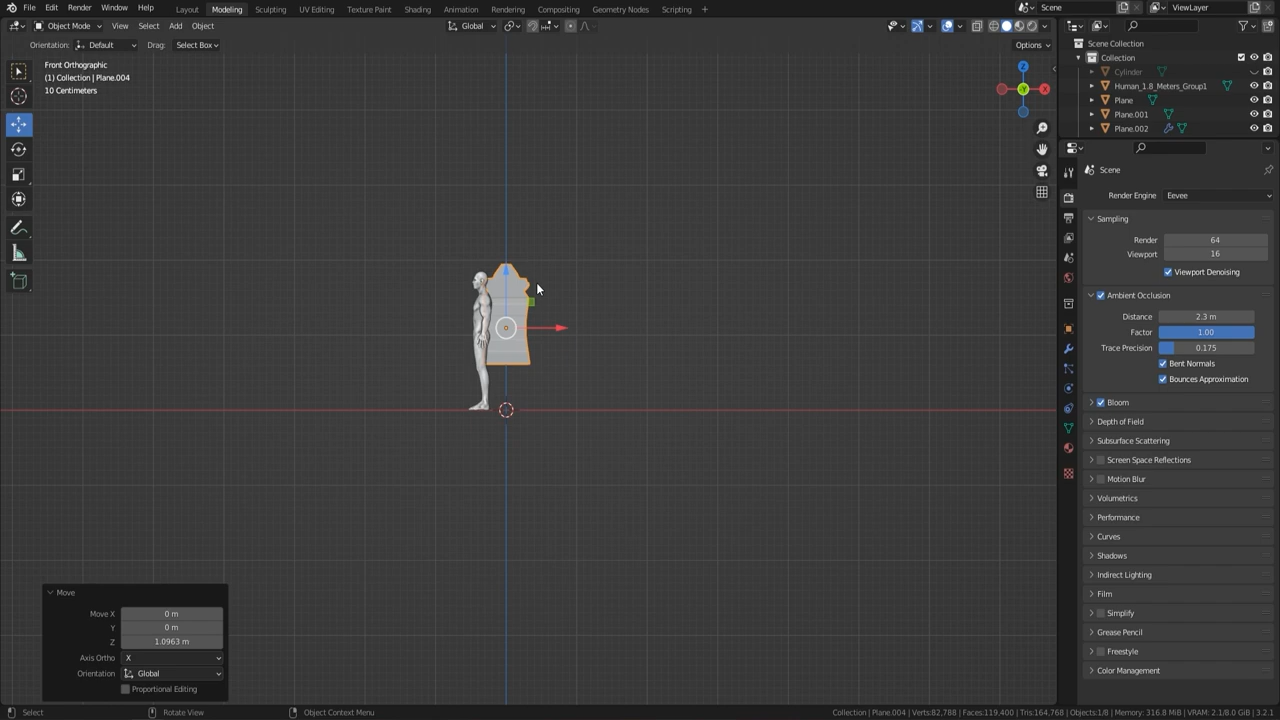 File Edit Render Window Help Layout Modeling Sculpting UV Editing Texture Paint Shading Animation Rendering Compositing Geometry Nodes Scripting + Scene ViewLayer
Object Mode View Select Add Object Global Options
Orientation: Default Drag: Select Box
Front Orthographic
(1) Collection | Plane.004
10 Centimeters
Z
Y
X
Scene Collection
Collection
Cylinder
Human_1.8_Meters_Group1
Plane
Plane.001
Plane.002
Scene
Render Engine Eevee
Sampling
Render 64
Viewport 16
Viewport Denoising
Ambient Occlusion
Distance 2.3 m
Factor 1.00
Trace Precision 0.175
Bent Normals
Bounces Approximation
Bloom
Depth of Field
Subsurface Scattering
Screen Space Reflections
Motion Blur
Volumetrics
Performance
Curves
Shadows
Indirect Lighting
Film
Simplify
Grease Pencil
Freestyle
Color Management
Move
Move X 0 m
Y 0 m
Z 1.0963 m
Axis Ortho X
Orientation Global
Proportional Editing
Select Rotate View Object Context Menu Collection | Plane.004 | Verts:82,788 | Faces:119,400 | Tris:164,768 | Objects:1/8 | Memory: 316.8 MiB | VRAM: 2.1/8.0 GiB | 3.2.1